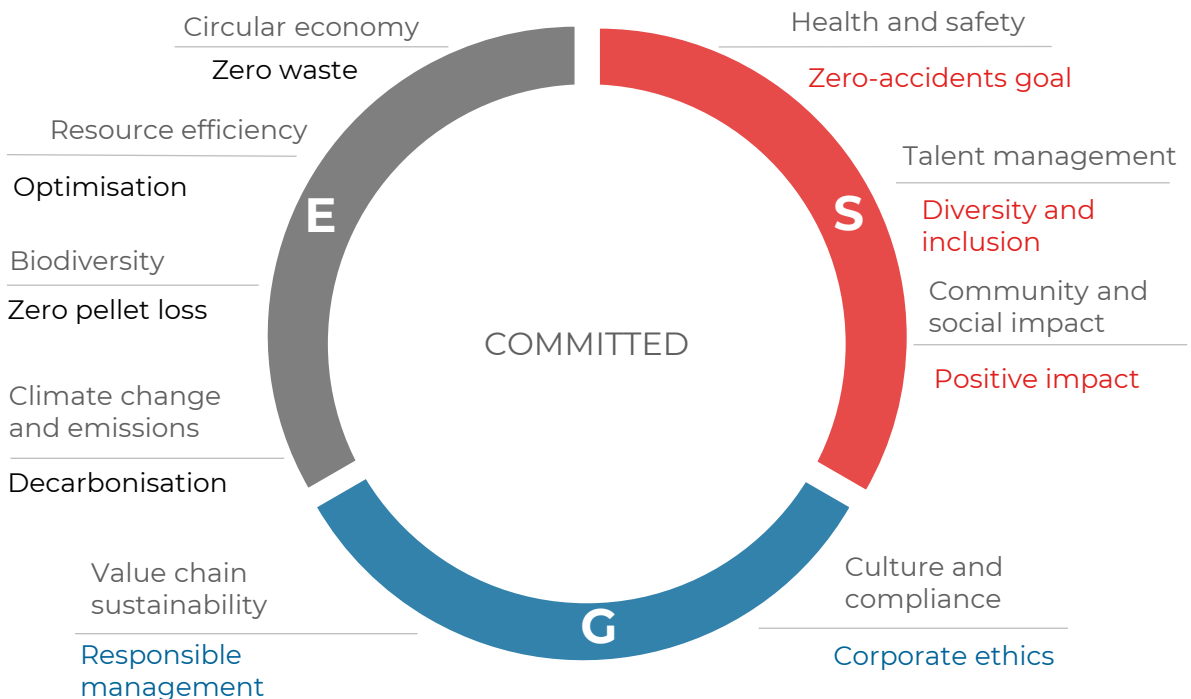 Circular economy
Zero waste
Resource efficiency
Optimisation
E
Biodiversity
Zero pellet loss
Climate change
and emissions
Decarbonisation
COMMITTED
Health and safety
Zero-accidents goal
Talent management
S
Diversity and
inclusion
Community and
social impact
Positive impact
Value chain
sustainability
Responsible
management
G
Culture and
compliance
Corporate ethics